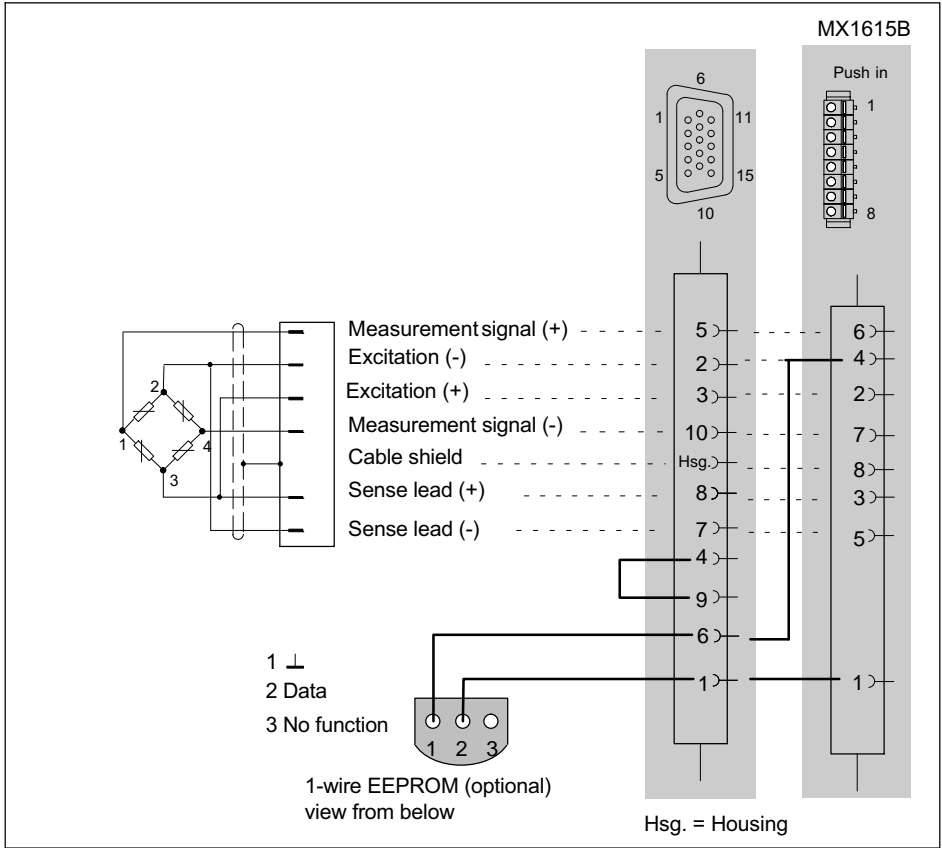 MX1615B
Push in
6
1
11
5
15
10
1
8
Measurement signal (+) 5 6
Excitation (-) 2 4
Excitation (+) 3 2
Measurement signal (-) 10 7
Cable shield Hsg. 8
Sense lead (+) 8 3
Sense lead (-) 7 5
2
1
4
3
4
9
6
1 1
1 ⊥
2 Data
3 No function
1 2 3
1-wire EEPROM (optional)
view from below
Hsg. = Housing